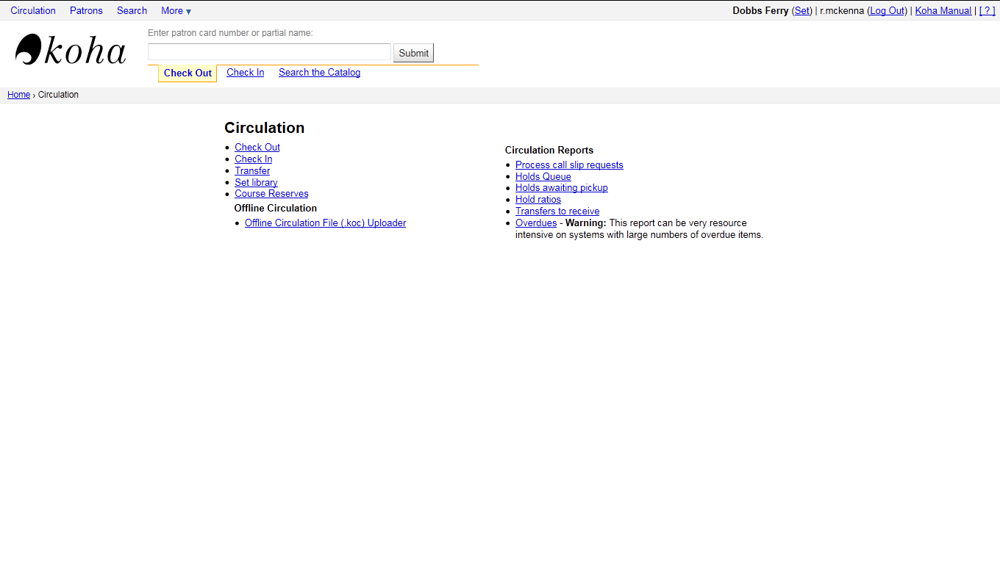 Circulation Patrons Search More
Dobbs Ferry (Set) | r.mckenna (Log Out) | Koha Manual | [ ? ]
koha
Enter patron card number or partial name:
Submit
Check Out Check In Search the Catalog
Home › Circulation
Circulation
Check Out
Check In
Transfer
Set library
Course Reserves
Offline Circulation
Offline Circulation File (.koc) Uploader
Circulation Reports
Process call slip requests
Holds Queue
Holds awaiting pickup
Hold ratios
Transfers to receive
Overdues - Warning: This report can be very resource
intensive on systems with large numbers of overdue items.